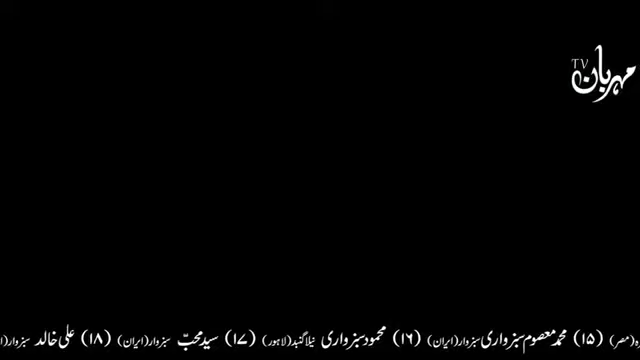 TV مہربان
(مصر) (۱۵) محمد معصوم سبزواری سبزوار (ایران) (۱۶) محمود سبزواری نیلا گنبد (لاہور) (۱۷) سید محبّ سبزوار (ایران) (۱۸) علی خالد سبزوار